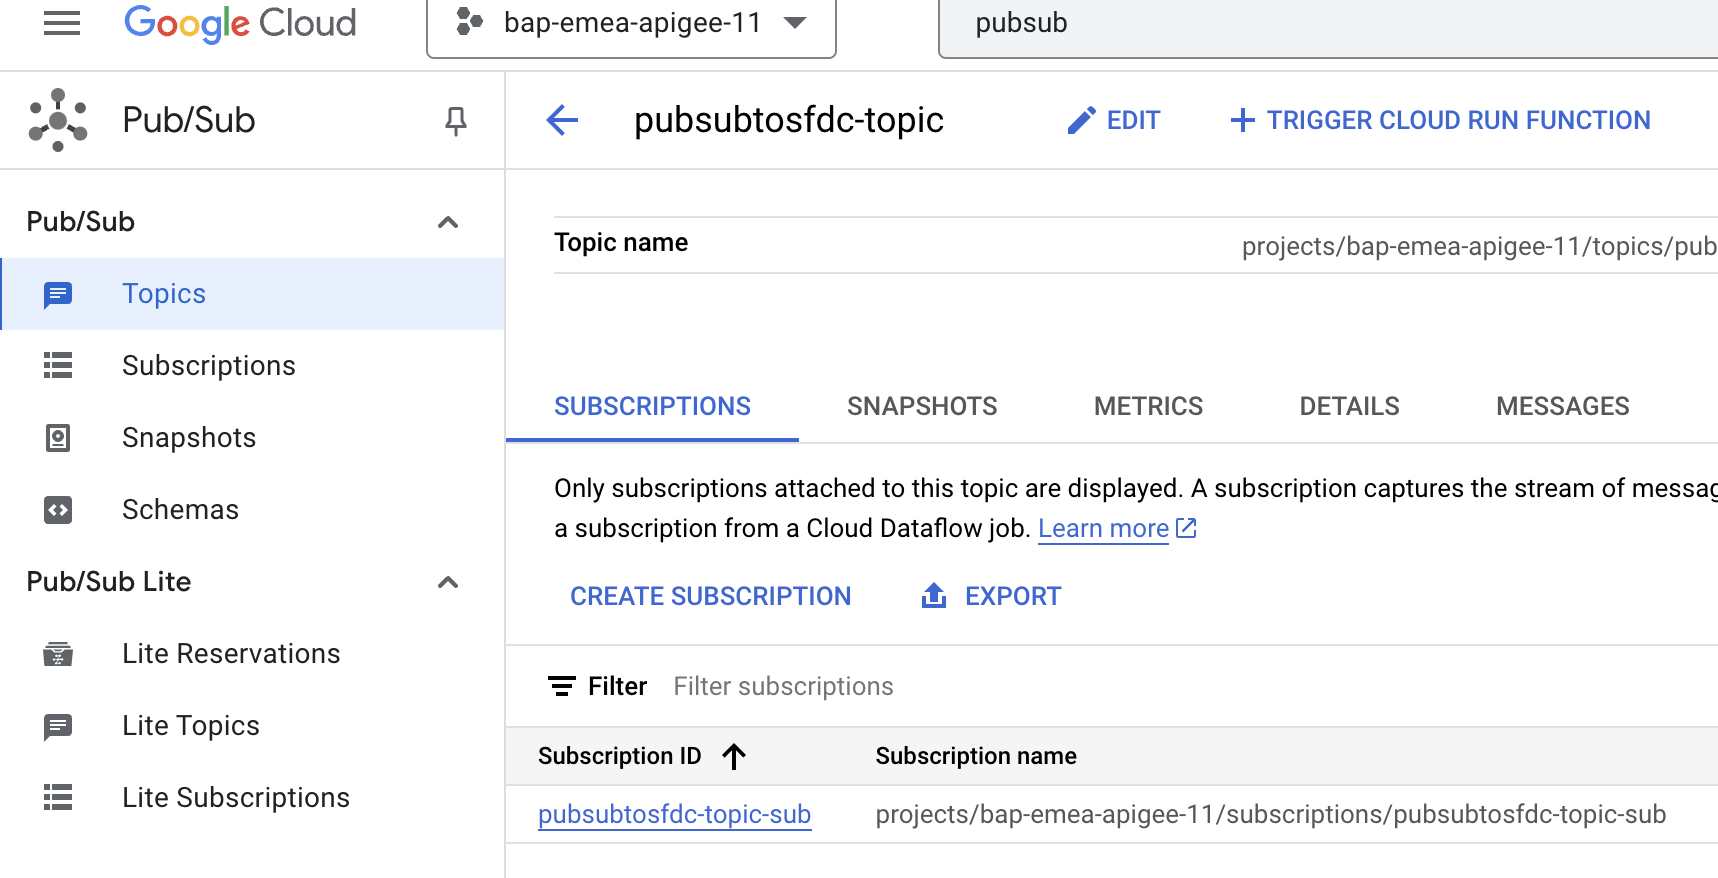 Google Cloud
bap-emea-apigee-11
pubsub
Pub/Sub
pubsubtosfdc-topic
EDIT
TRIGGER CLOUD RUN FUNCTION
Pub/Sub
Topics
Subscriptions
Snapshots
Schemas
Pub/Sub Lite
Lite Reservations
Lite Topics
Lite Subscriptions
Topic name
projects/bap-emea-apigee-11/topics/pub
SUBSCRIPTIONS
SNAPSHOTS
METRICS
DETAILS
MESSAGES
Only subscriptions attached to this topic are displayed. A subscription captures the stream of messag
a subscription from a Cloud Dataflow job. Learn more
CREATE SUBSCRIPTION
EXPORT
Filter Filter subscriptions
Subscription ID Subscription name
pubsubtosfdc-topic-sub projects/bap-emea-apigee-11/subscriptions/pubsubtosfdc-topic-sub